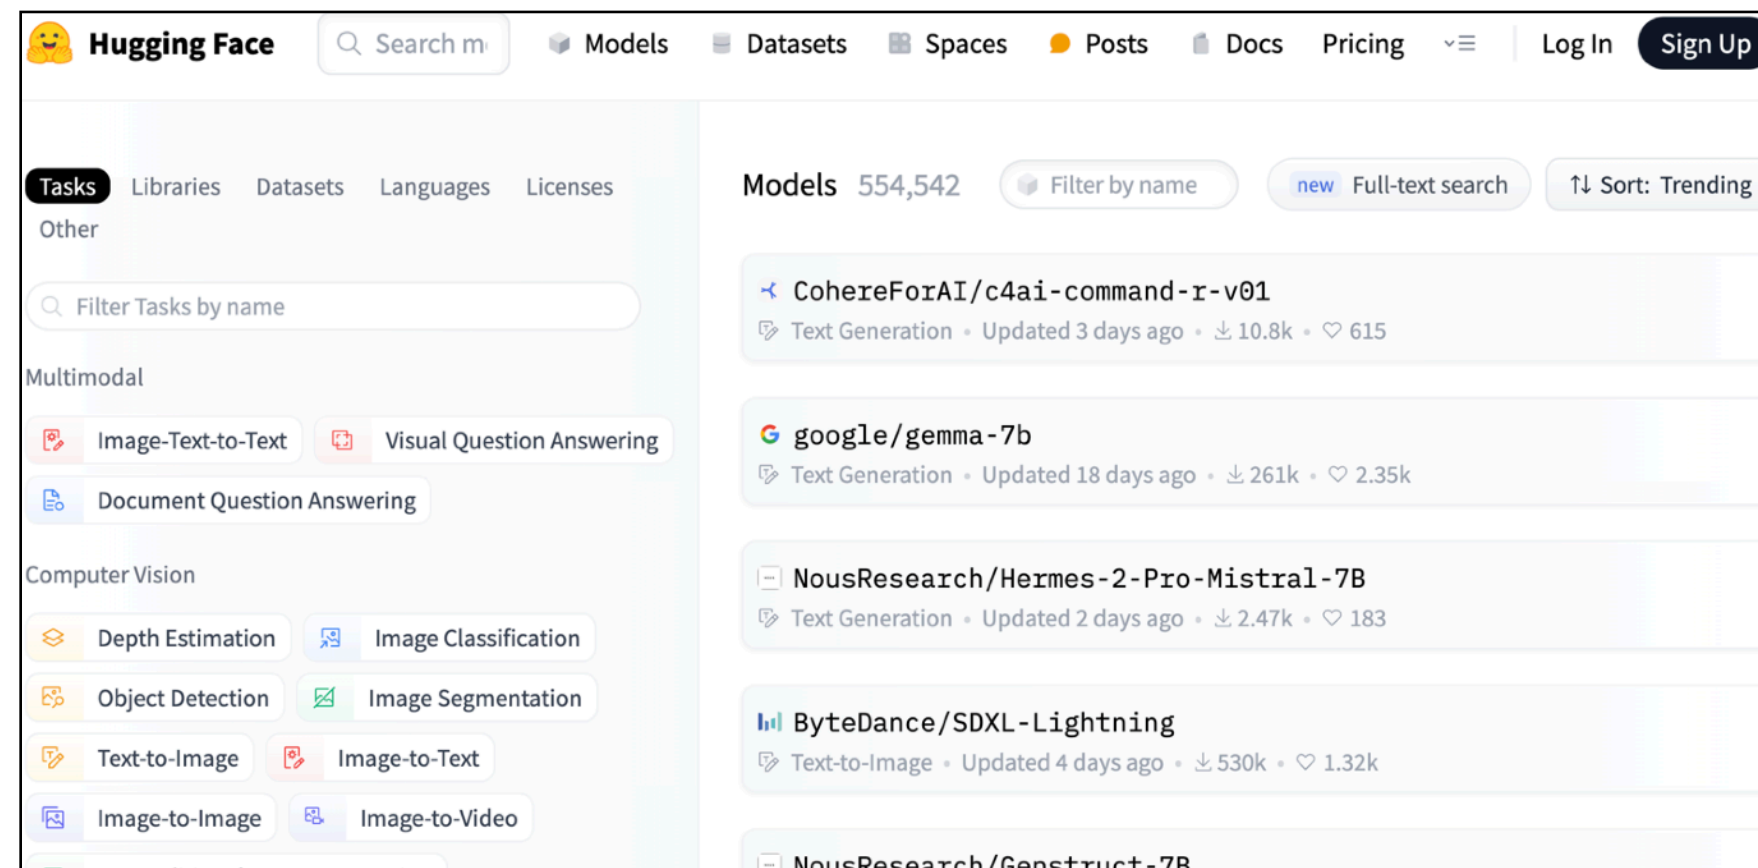 Hugging Face Search m Models Datasets Spaces Posts Docs Pricing Log In Sign Up
Tasks Libraries Datasets Languages Licenses
Other
Filter Tasks by name
Multimodal
Image-Text-to-Text Visual Question Answering
Document Question Answering
Computer Vision
Depth Estimation Image Classification
Object Detection Image Segmentation
Text-to-Image Image-to-Text
Image-to-Image Image-to-Video
Models 554,542 Filter by name new Full-text search Sort: Trending
CohereForAI/c4ai-command-r-v01
Text Generation • Updated 3 days ago • 10.8k • 615
google/gemma-7b
Text Generation • Updated 18 days ago • 261k • 2.35k
NousResearch/Hermes-2-Pro-Mistral-7B
Text Generation • Updated 2 days ago • 2.47k • 183
ByteDance/SDXL-Lightning
Text-to-Image • Updated 4 days ago • 530k • 1.32k
NousResearch/Genstruct-7B